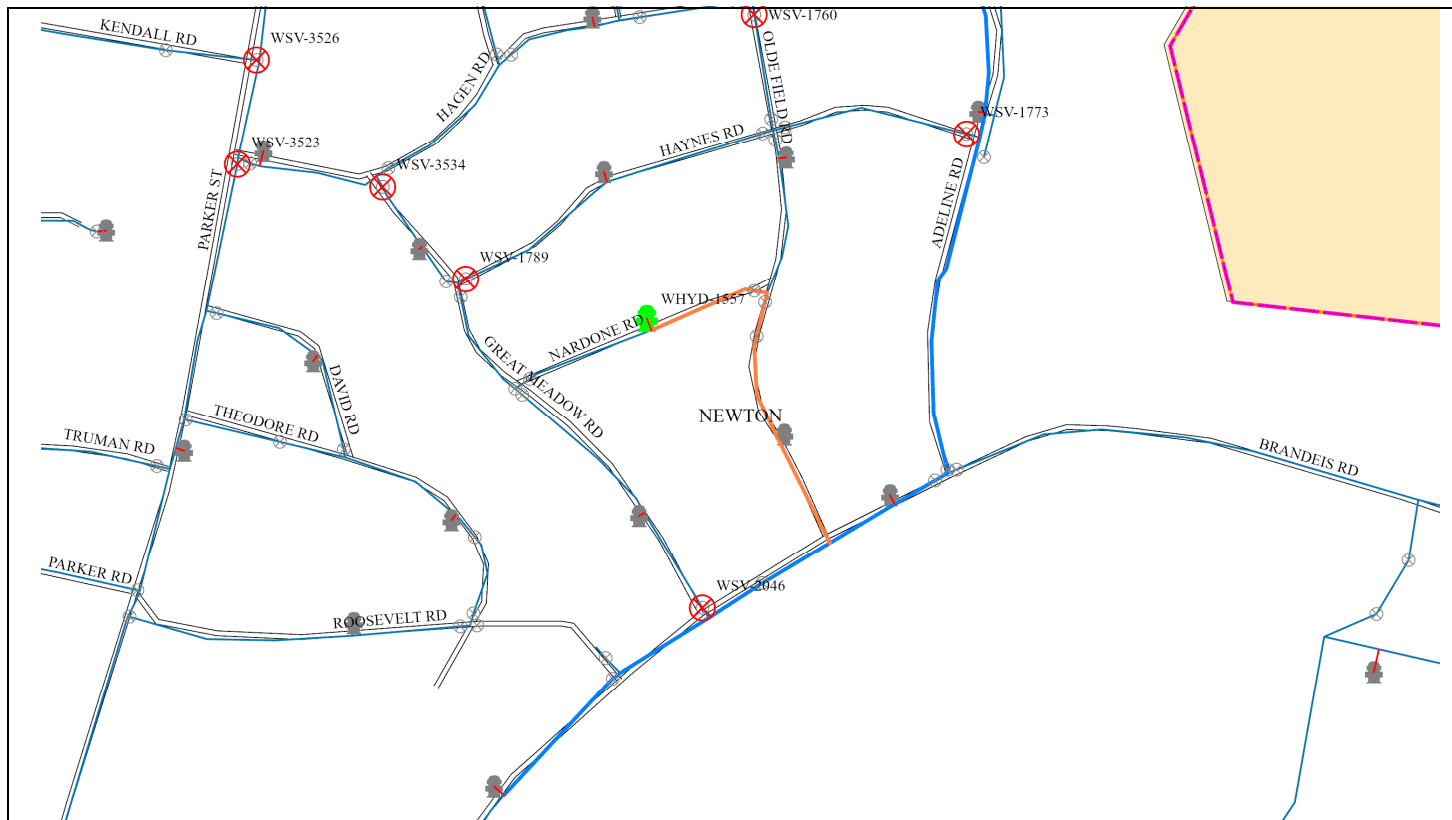 WSV-1760
KENDALL RD
WSV-3526
OLDE FIELD RD
HAGEN RD
WSV-1773
HAYNES RD
WSV-3523
WSV-3534
PARKER ST
ADELINE RD
WSV-1789
WHYD-1557
NARDONE RD
GREAT MEADOW RD
DAVID RD
NEWTON
THEODORE RD
TRUMAN RD
BRANDEIS RD
PARKER RD
WSV-2046
ROOSEVELT RD